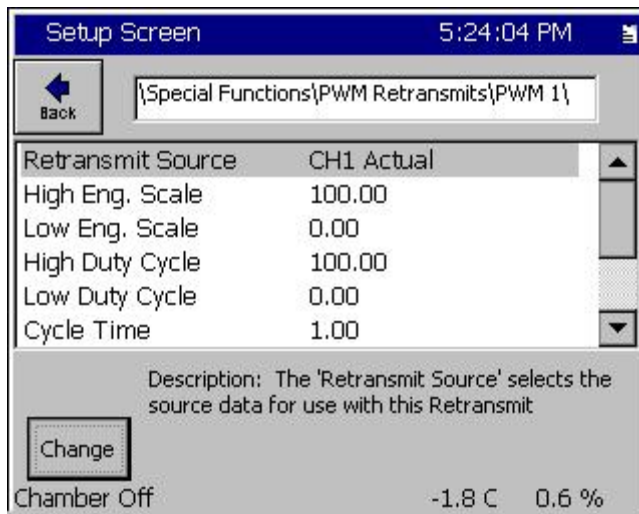 Setup Screen 5:24:04 PM
Back
\Special Functions\PWM Retransmits\PWM 1\
Retransmit Source CH1 Actual
High Eng. Scale 100.00
Low Eng. Scale 0.00
High Duty Cycle 100.00
Low Duty Cycle 0.00
Cycle Time 1.00
Description: The 'Retransmit Source' selects the
source data for use with this Retransmit
Change
Chamber Off -1.8 C 0.6 %